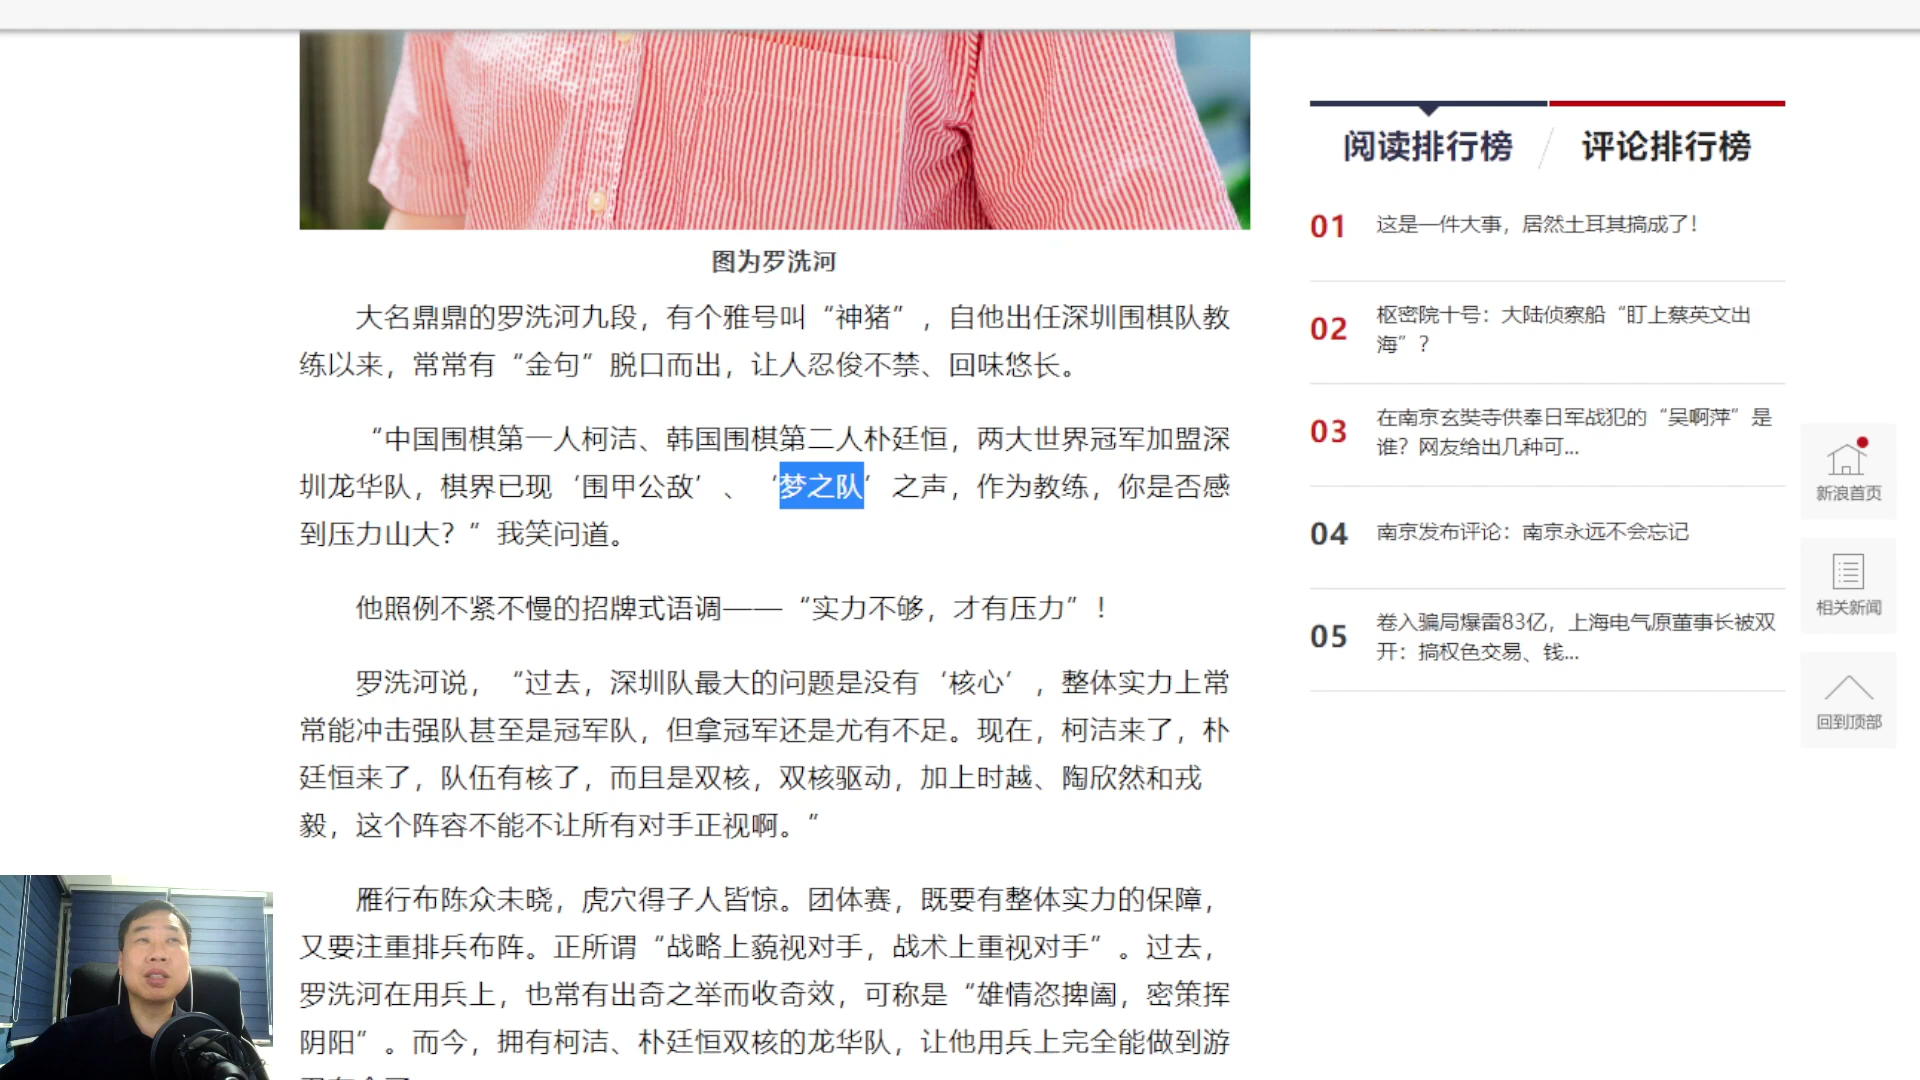 图为罗洗河
大名鼎鼎的罗洗河九段，有个雅号叫“神猪”，自他出任深圳围棋队教
练以来，常常有“金句”脱口而出，让人忍俊不禁、回味悠长。
“中国围棋第一人柯洁、韩国围棋第二人朴廷恒，两大世界冠军加盟深
圳龙华队，棋界已现‘围甲公敌’、‘梦之队’之声，作为教练，你是否感
到压力山大？”我笑问道。
他照例不紧不慢的招牌式语调——“实力不够，才有压力”！
罗洗河说，“过去，深圳队最大的问题是没有‘核心’，整体实力上常
常能冲击强队甚至是冠军队，但拿冠军还是尤有不足。现在，柯洁来了，朴
廷恒来了，队伍有核了，而且是双核，双核驱动，加上时越、陶欣然和戎
毅，这个阵容不能不让所有对手正视啊。”
雁行布陈众未晓，虎穴得子人皆惊。团体赛，既要有整体实力的保障，
又要注重排兵布阵。正所谓“战略上藐视对手，战术上重视对手”。过去，
罗洗河在用兵上，也常有出奇之举而收奇效，可称是“雄情恣捭阖，密策挥
阴阳”。而今，拥有柯洁、朴廷恒双核的龙华队，让他用兵上完全能做到游
阅读排行榜 / 评论排行榜
01 这是一件大事，居然土耳其搞成了！
02 枢密院十号：大陆侦察船“盯上蔡英文出
海”？
03 在南京玄奘寺供奉日军战犯的“吴啊萍”是
谁？网友给出几种可...
04 南京发布评论：南京永远不会忘记
05 卷入骗局爆雷83亿，上海电气原董事长被双
开：搞权色交易、钱...
新浪首页
相关新闻
回到顶部